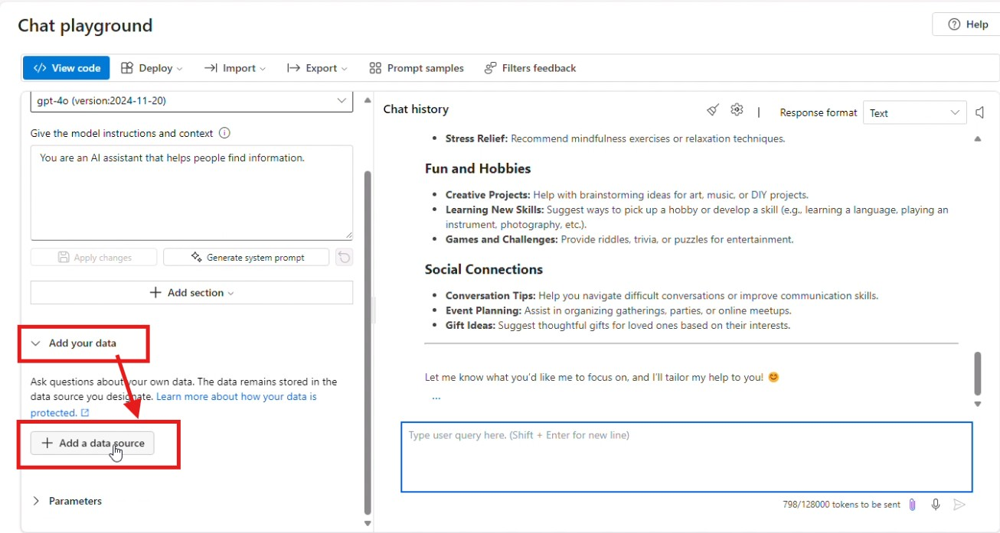 Chat playground
Help
View code
Deploy
Import
Export
Prompt samples
Filters feedback
gpt-4o (version:2024-11-20)
Give the model instructions and context
You are an AI assistant that helps people find information.
Apply changes
Generate system prompt
Add section
Add your data
Ask questions about your own data. The data remains stored in the
data source you designate. Learn more about how your data is
protected.
Add a data source
Parameters
Chat history
Response format
Text
• Stress Relief: Recommend mindfulness exercises or relaxation techniques.
Fun and Hobbies
• Creative Projects: Help with brainstorming ideas for art, music, or DIY projects.
• Learning New Skills: Suggest ways to pick up a hobby or develop a skill (e.g., learning a language, playing an
instrument, photography, etc.).
• Games and Challenges: Provide riddles, trivia, or puzzles for entertainment.
Social Connections
• Conversation Tips: Help you navigate difficult conversations or improve communication skills.
• Event Planning: Assist in organizing gatherings, parties, or online meetups.
• Gift Ideas: Suggest thoughtful gifts for loved ones based on their interests.
Let me know what you'd like me to focus on, and I'll tailor my help to you! 😊
...
Type user query here. (Shift + Enter for new line)
798/128000 tokens to be sent